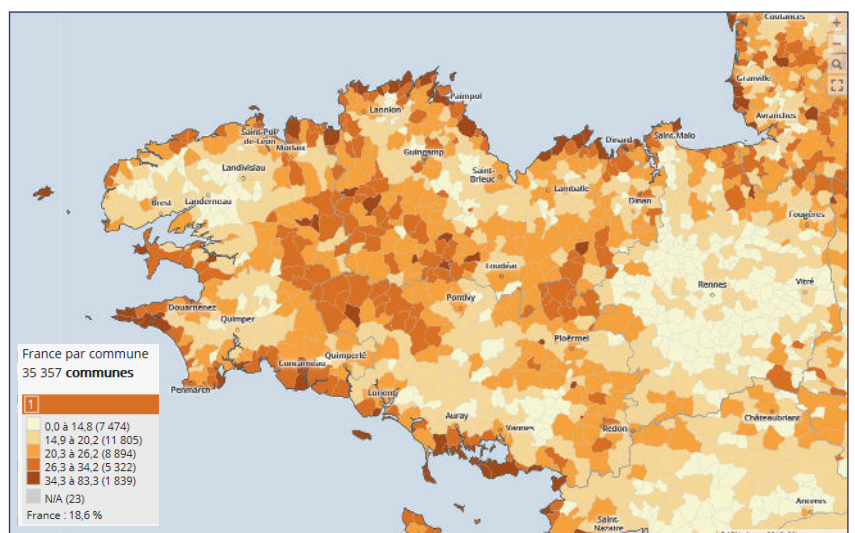 Coutances
+
−
Granville
Avranches
Paimpol
Lannion
Saint-Pol-
de-Léon
Morlaix
Guingamp
Dinard
Saint-Malo
Landivisiau
Saint-
Brieuc
Lamballe
Brest
Landerneau
Dinan
Fougères
Loudéac
Rennes
Vitré
Pontivy
Douarnenez
Quimper
Ploërmel
Quimperlé
Concarneau
Penmarch
Lorient
Auray
Vannes
Redon
Châteaubriant
Ancenis
Saint-
Nazaire
France par commune
35 357 communes
1
0,0 à 14,8 (7 474)
14,9 à 20,2 (11 805)
20,3 à 26,2 (8 894)
26,3 à 34,2 (5 322)
34,3 à 83,3 (1 839)
N/A (23)
France : 18,6 %